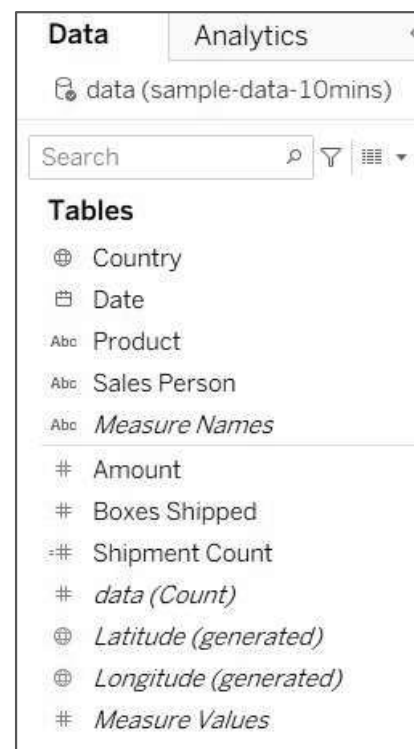 Data
Analytics
data (sample-data-10mins)
Search
Tables
Country
Date
Abc Product
Abc Sales Person
Abc Measure Names
# Amount
# Boxes Shipped
=# Shipment Count
# data (Count)
Latitude (generated)
Longitude (generated)
# Measure Values